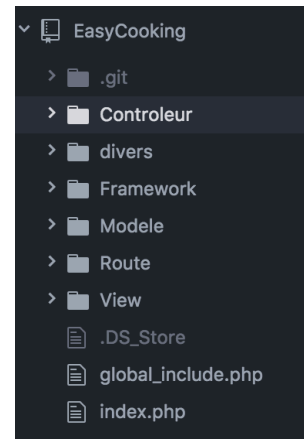 EasyCooking
.git
Controleur
divers
Framework
Modele
Route
View
.DS_Store
global_include.php
index.php